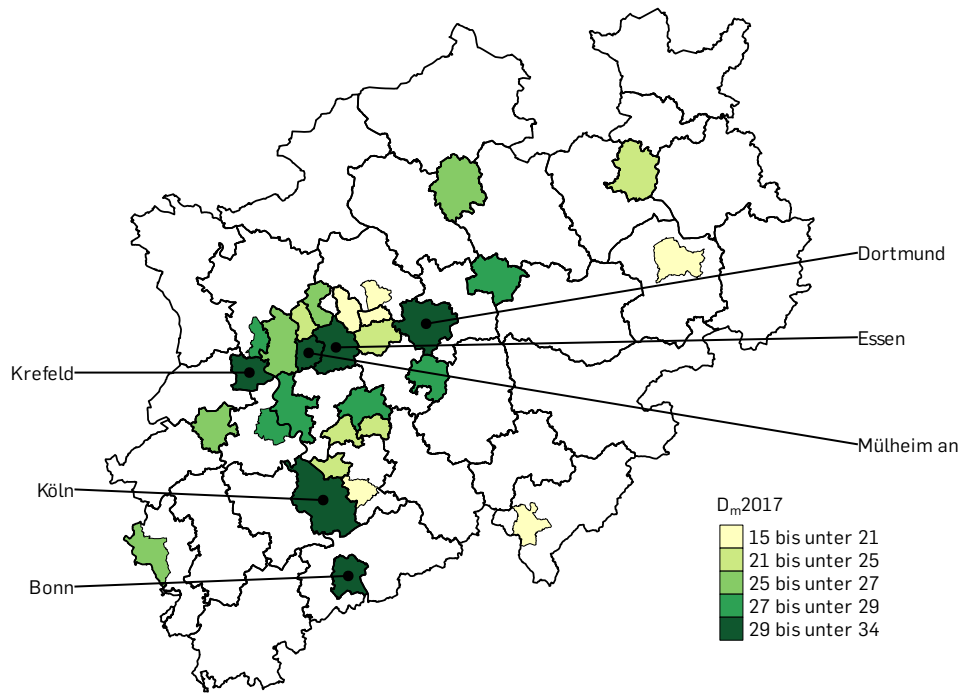 Dortmund
Essen
Krefeld
Mülheim an
Köln
Bonn
Dm2017
15 bis unter 21
21 bis unter 25
25 bis unter 27
27 bis unter 29
29 bis unter 34